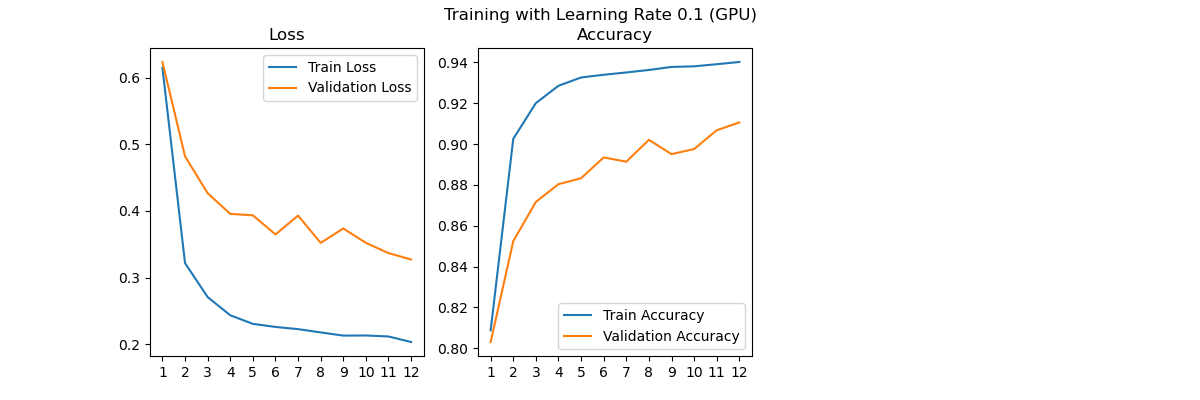 Training with Learning Rate 0.1 (GPU)
Loss
Train Loss
Validation Loss
0.6
0.5
0.4
0.3
0.2
1 2 3 4 5 6 7 8 9 10 11 12
Accuracy
0.94
0.92
0.90
0.88
0.86
0.84
0.82
0.80
Train Accuracy
Validation Accuracy
1 2 3 4 5 6 7 8 9 10 11 12